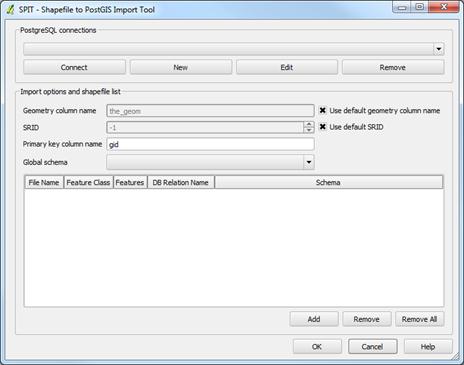 SPIT - Shapefile to PostGIS Import Tool
PostgreSQL connections
Connect New Edit Remove
Import options and shapefile list
Geometry column name the_geom Use default geometry column name
SRID -1 Use default SRID
Primary key column name gid
Global schema
File Name Feature Class Features DB Relation Name Schema
Add Remove Remove All
OK Cancel Help